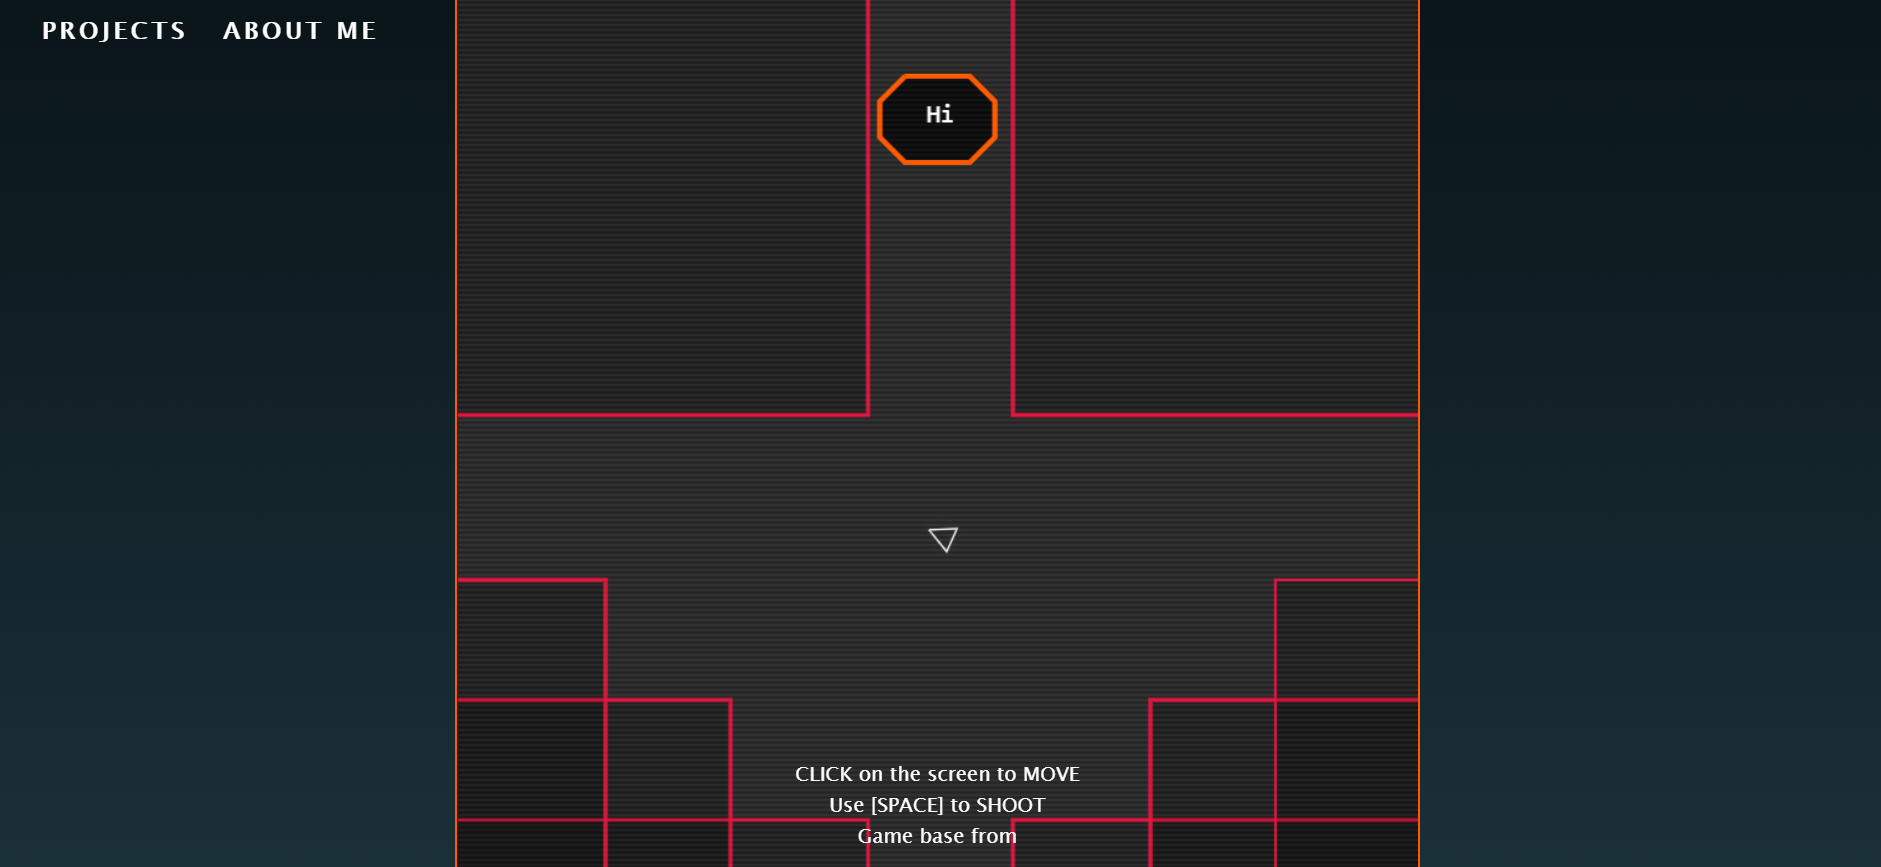 PROJECTS ABOUT ME
Hi
CLICK on the screen to MOVE
Use [SPACE] to SHOOT
Game base from